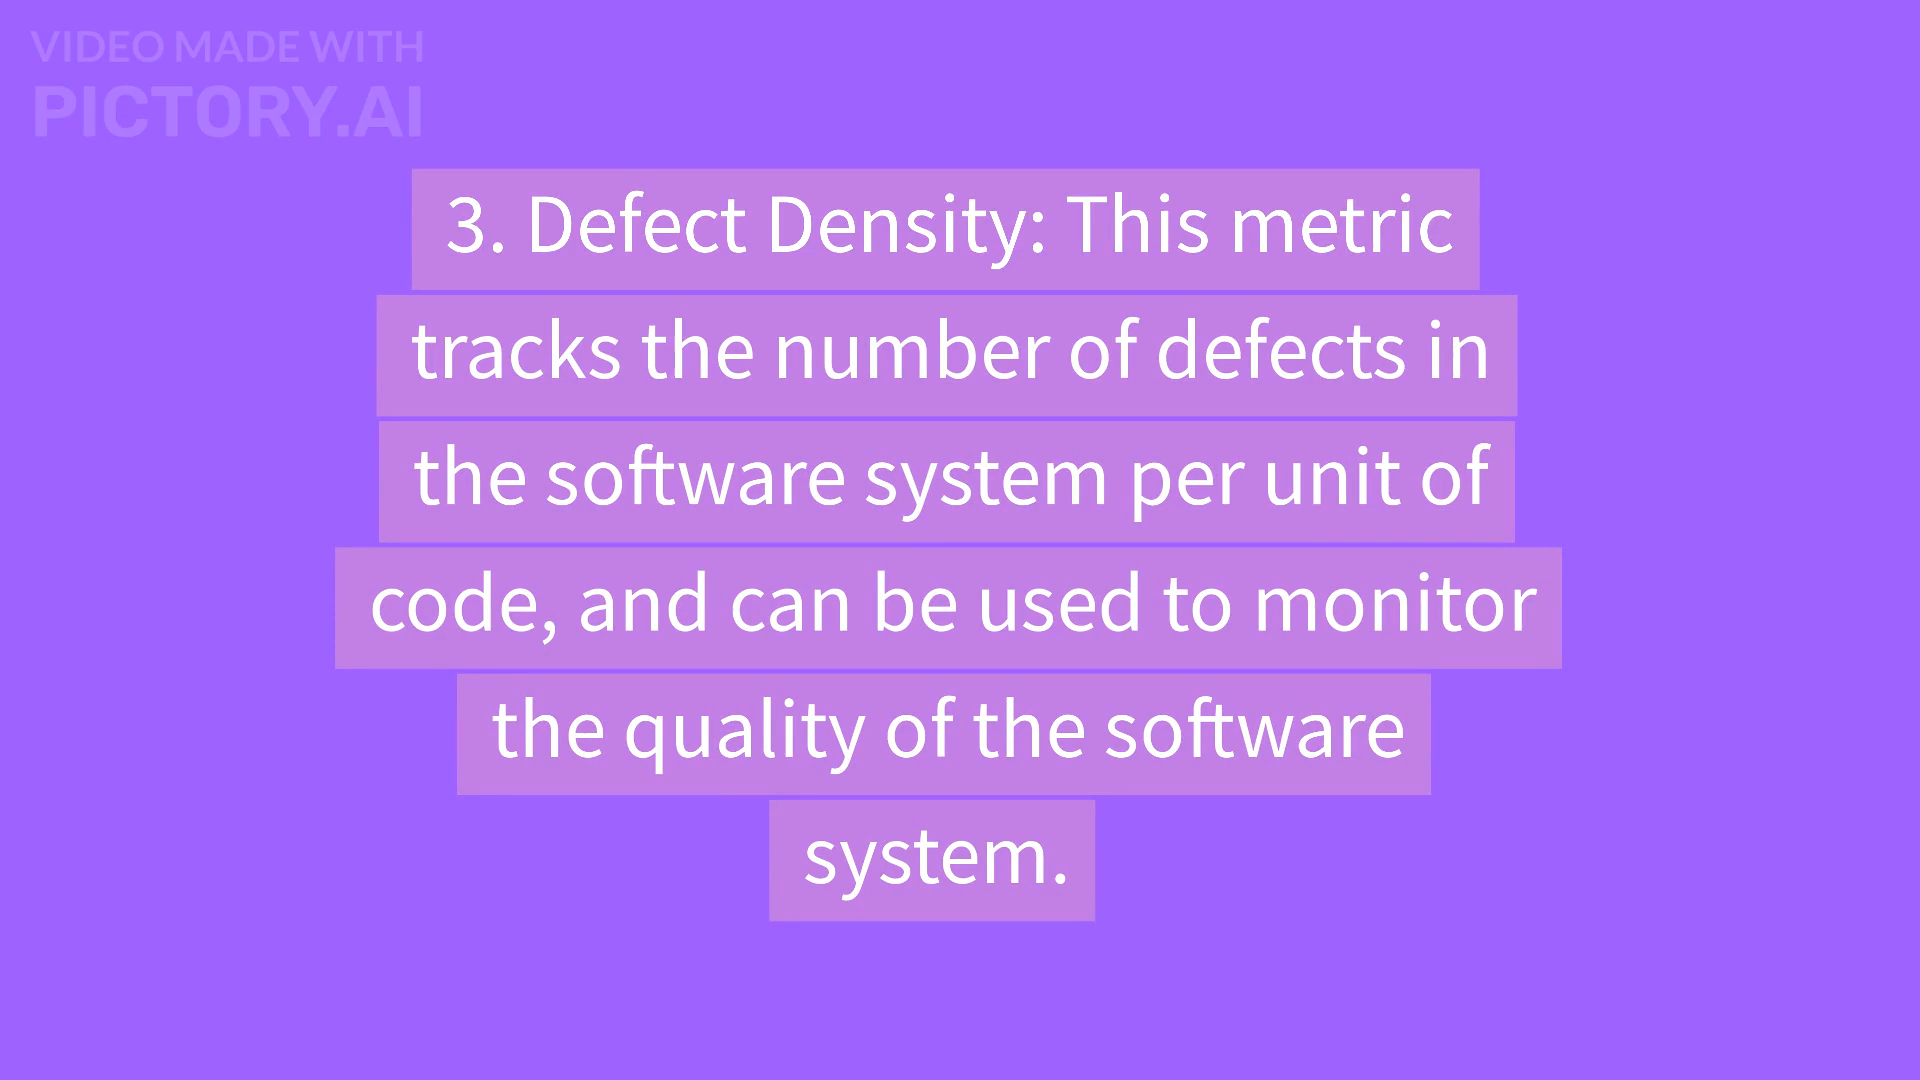 VIDEO MADE WITH
PICTORY.AI
3. Defect Density: This metric
tracks the number of defects in
the software system per unit of
code, and can be used to monitor
the quality of the software
system.